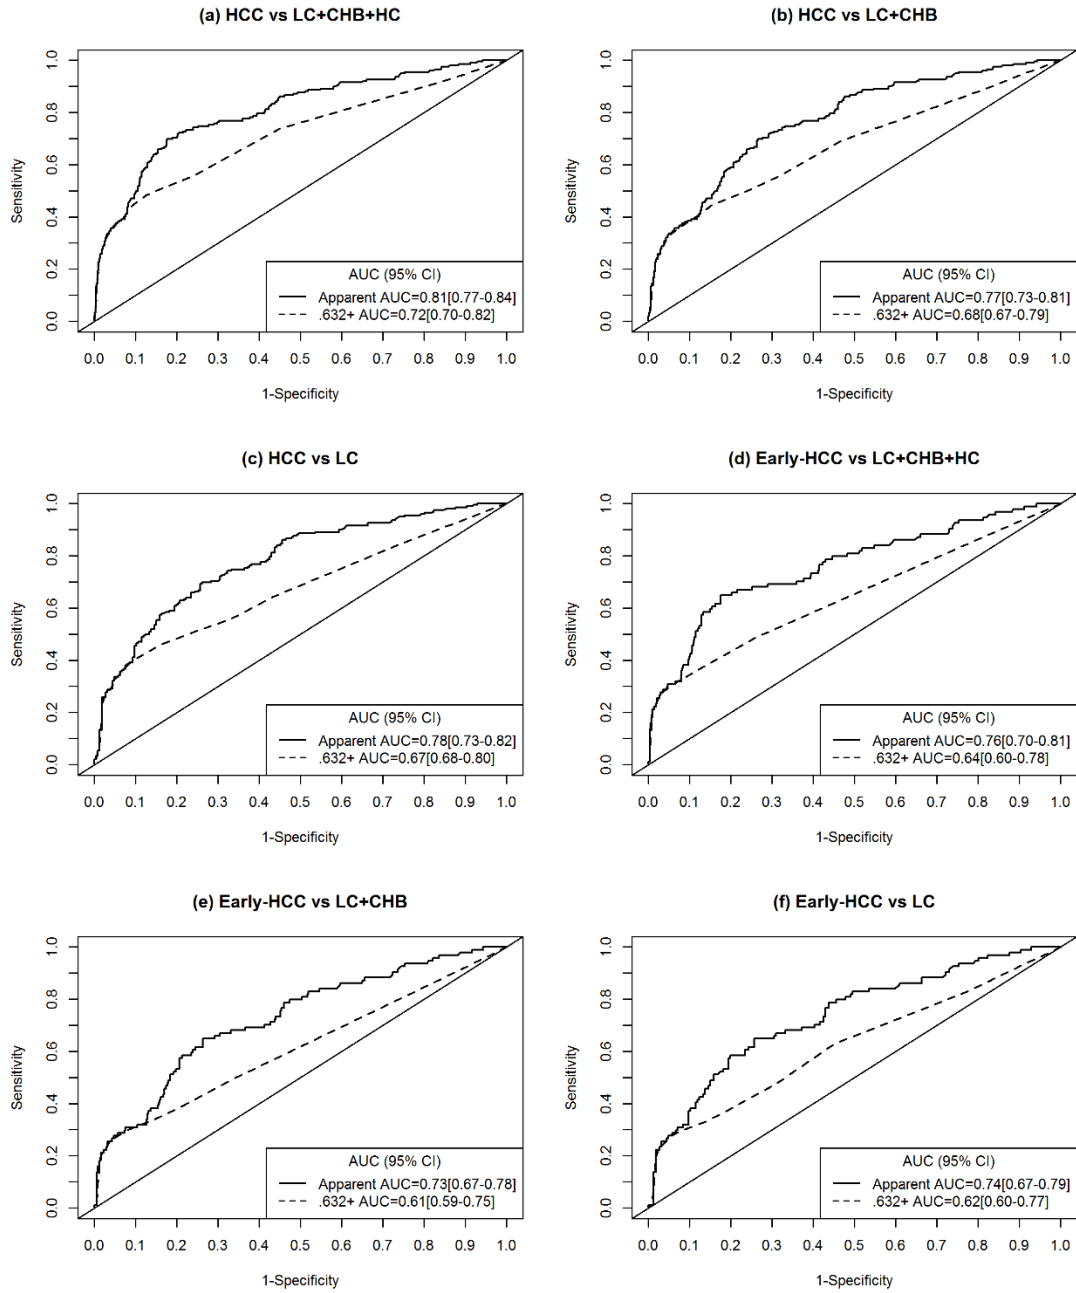 (a) HCC vs LC+CHB+HC
Sensitivity
0.0 0.2 0.4 0.6 0.8 1.0
AUC (95% CI)
Apparent AUC=0.81[0.77-0.84]
.632+ AUC=0.72[0.70-0.82]
0.0 0.1 0.2 0.3 0.4 0.5 0.6 0.7 0.8 0.9 1.0
1-Specificity
(b) HCC vs LC+CHB
Sensitivity
0.0 0.2 0.4 0.6 0.8 1.0
AUC (95% CI)
Apparent AUC=0.77[0.73-0.81]
.632+ AUC=0.68[0.67-0.79]
0.0 0.1 0.2 0.3 0.4 0.5 0.6 0.7 0.8 0.9 1.0
1-Specificity
(c) HCC vs LC
Sensitivity
0.0 0.2 0.4 0.6 0.8 1.0
AUC (95% CI)
Apparent AUC=0.78[0.73-0.82]
.632+ AUC=0.67[0.68-0.80]
0.0 0.1 0.2 0.3 0.4 0.5 0.6 0.7 0.8 0.9 1.0
1-Specificity
(d) Early-HCC vs LC+CHB+HC
Sensitivity
0.0 0.2 0.4 0.6 0.8 1.0
AUC (95% CI)
Apparent AUC=0.76[0.70-0.81]
.632+ AUC=0.64[0.60-0.78]
0.0 0.1 0.2 0.3 0.4 0.5 0.6 0.7 0.8 0.9 1.0
1-Specificity
(e) Early-HCC vs LC+CHB
Sensitivity
0.0 0.2 0.4 0.6 0.8 1.0
AUC (95% CI)
Apparent AUC=0.73[0.67-0.78]
.632+ AUC=0.61[0.59-0.75]
0.0 0.1 0.2 0.3 0.4 0.5 0.6 0.7 0.8 0.9 1.0
1-Specificity
(f) Early-HCC vs LC
Sensitivity
0.0 0.2 0.4 0.6 0.8 1.0
AUC (95% CI)
Apparent AUC=0.74[0.67-0.79]
.632+ AUC=0.62[0.60-0.77]
0.0 0.1 0.2 0.3 0.4 0.5 0.6 0.7 0.8 0.9 1.0
1-Specificity